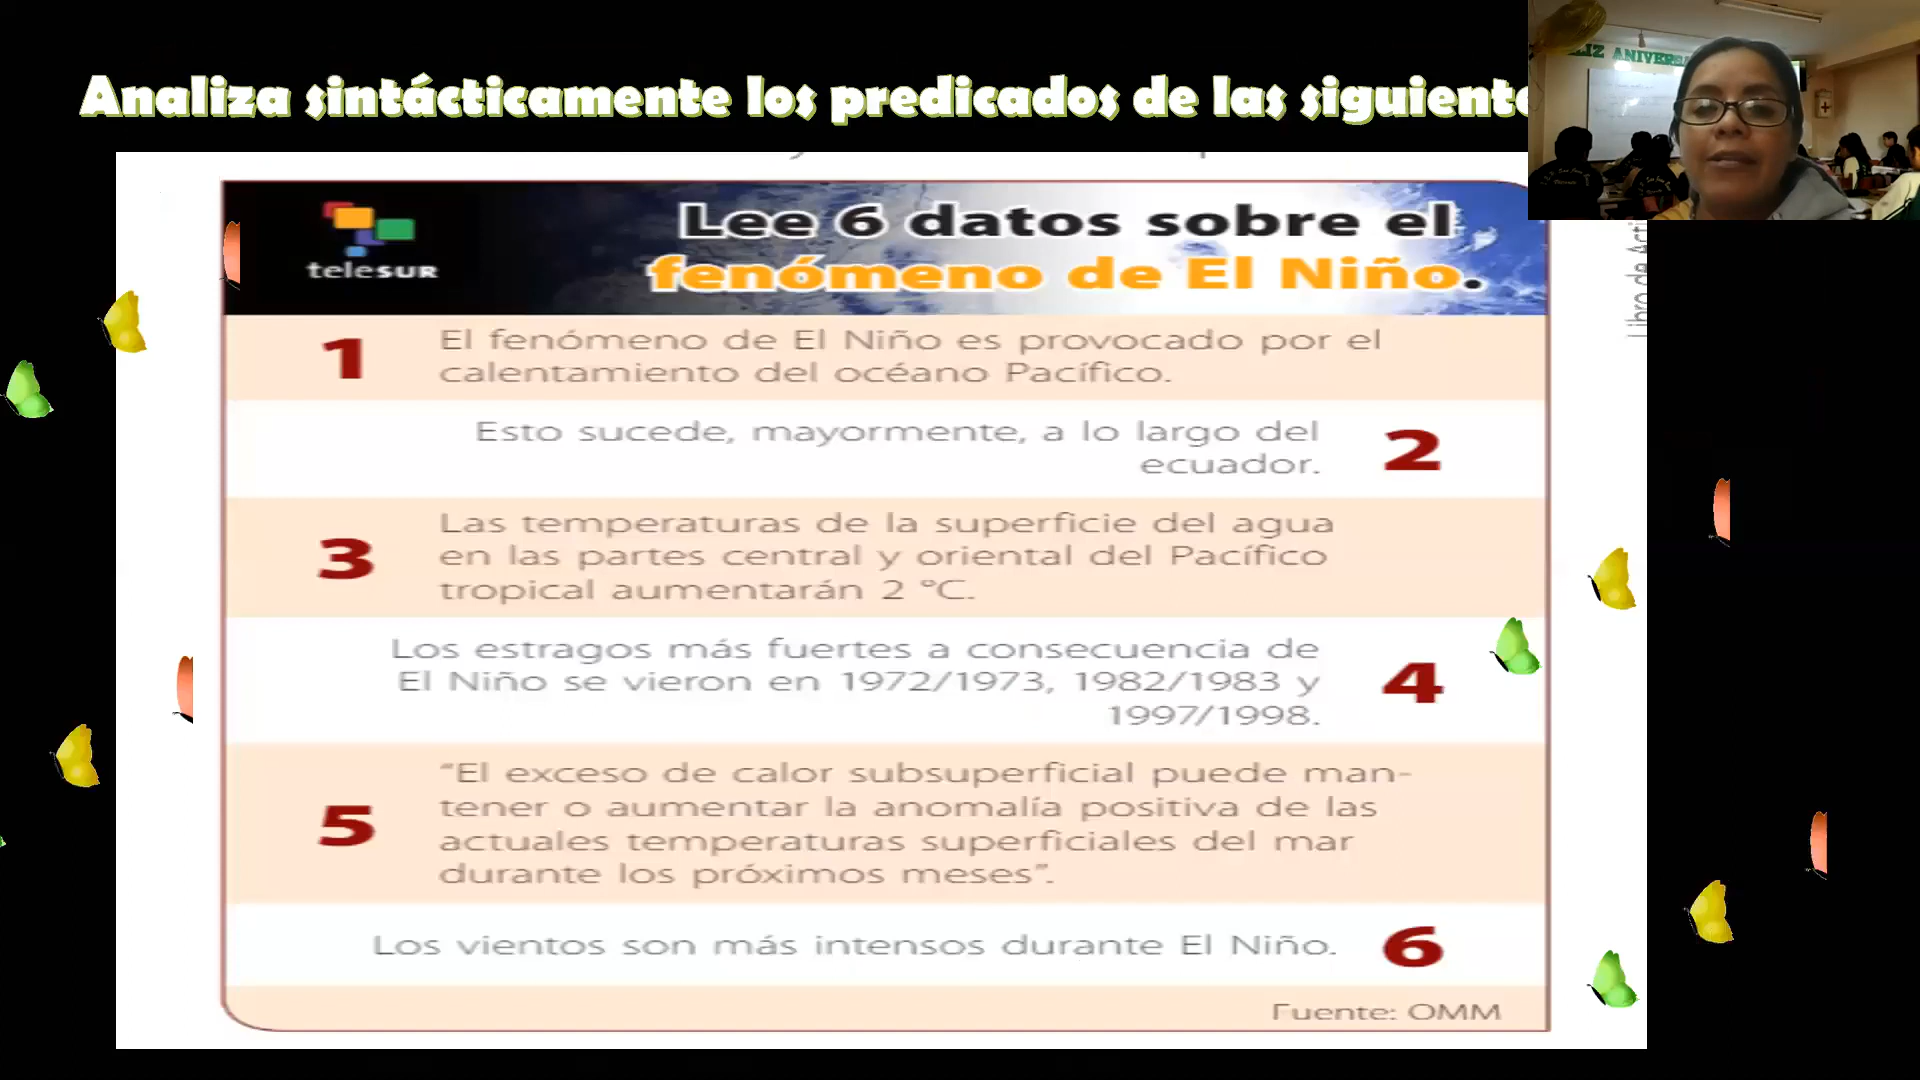 Analiza sintácticamente los predicados de las siguiente
LIZ ANIVERSA
teleSUR
Lee 6 datos sobre el
fenómeno de El Niño.
Libro de Acti
1
El fenómeno de El Niño es provocado por el
calentamiento del océano Pacífico.
Esto sucede, mayormente, a lo largo del
ecuador.
2
3
Las temperaturas de la superficie del agua
en las partes central y oriental del Pacífico
tropical aumentarán 2 °C.
Los estragos más fuertes a consecuencia de
El Niño se vieron en 1972/1973, 1982/1983 y
1997/1998.
4
5
“El exceso de calor subsuperficial puede man-
tener o aumentar la anomalía positiva de las
actuales temperaturas superficiales del mar
durante los próximos meses”.
Los vientos son más intensos durante El Niño.
6
Fuente: OMM